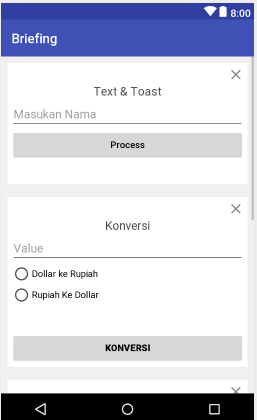 8:00
Briefing
Text & Toast
Masukan Nama
Process
Konversi
Value
Dollar ke Rupiah
Rupiah Ke Dollar
KONVERSI